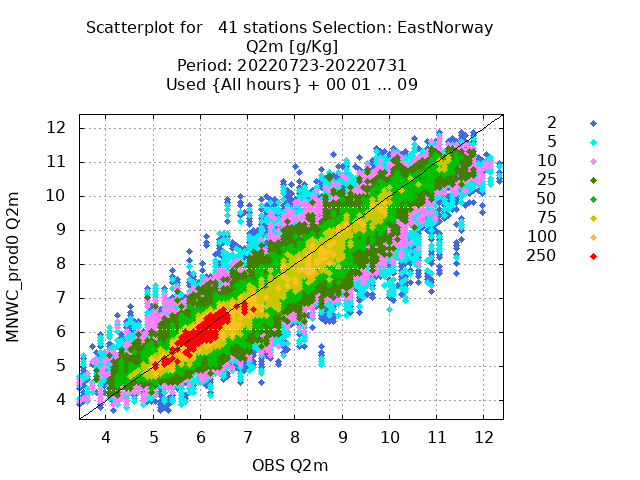 Scatterplot for   41 stations Selection: EastNorway
Q2m [g/Kg]
Period: 20220723-20220731
Used {All hours} + 00 01 ... 09
MNWC_prod0 Q2m
12
11
10
9
8
7
6
5
4
4 5 6 7 8 9 10 11 12
OBS Q2m
2
5
10
25
50
75
100
250